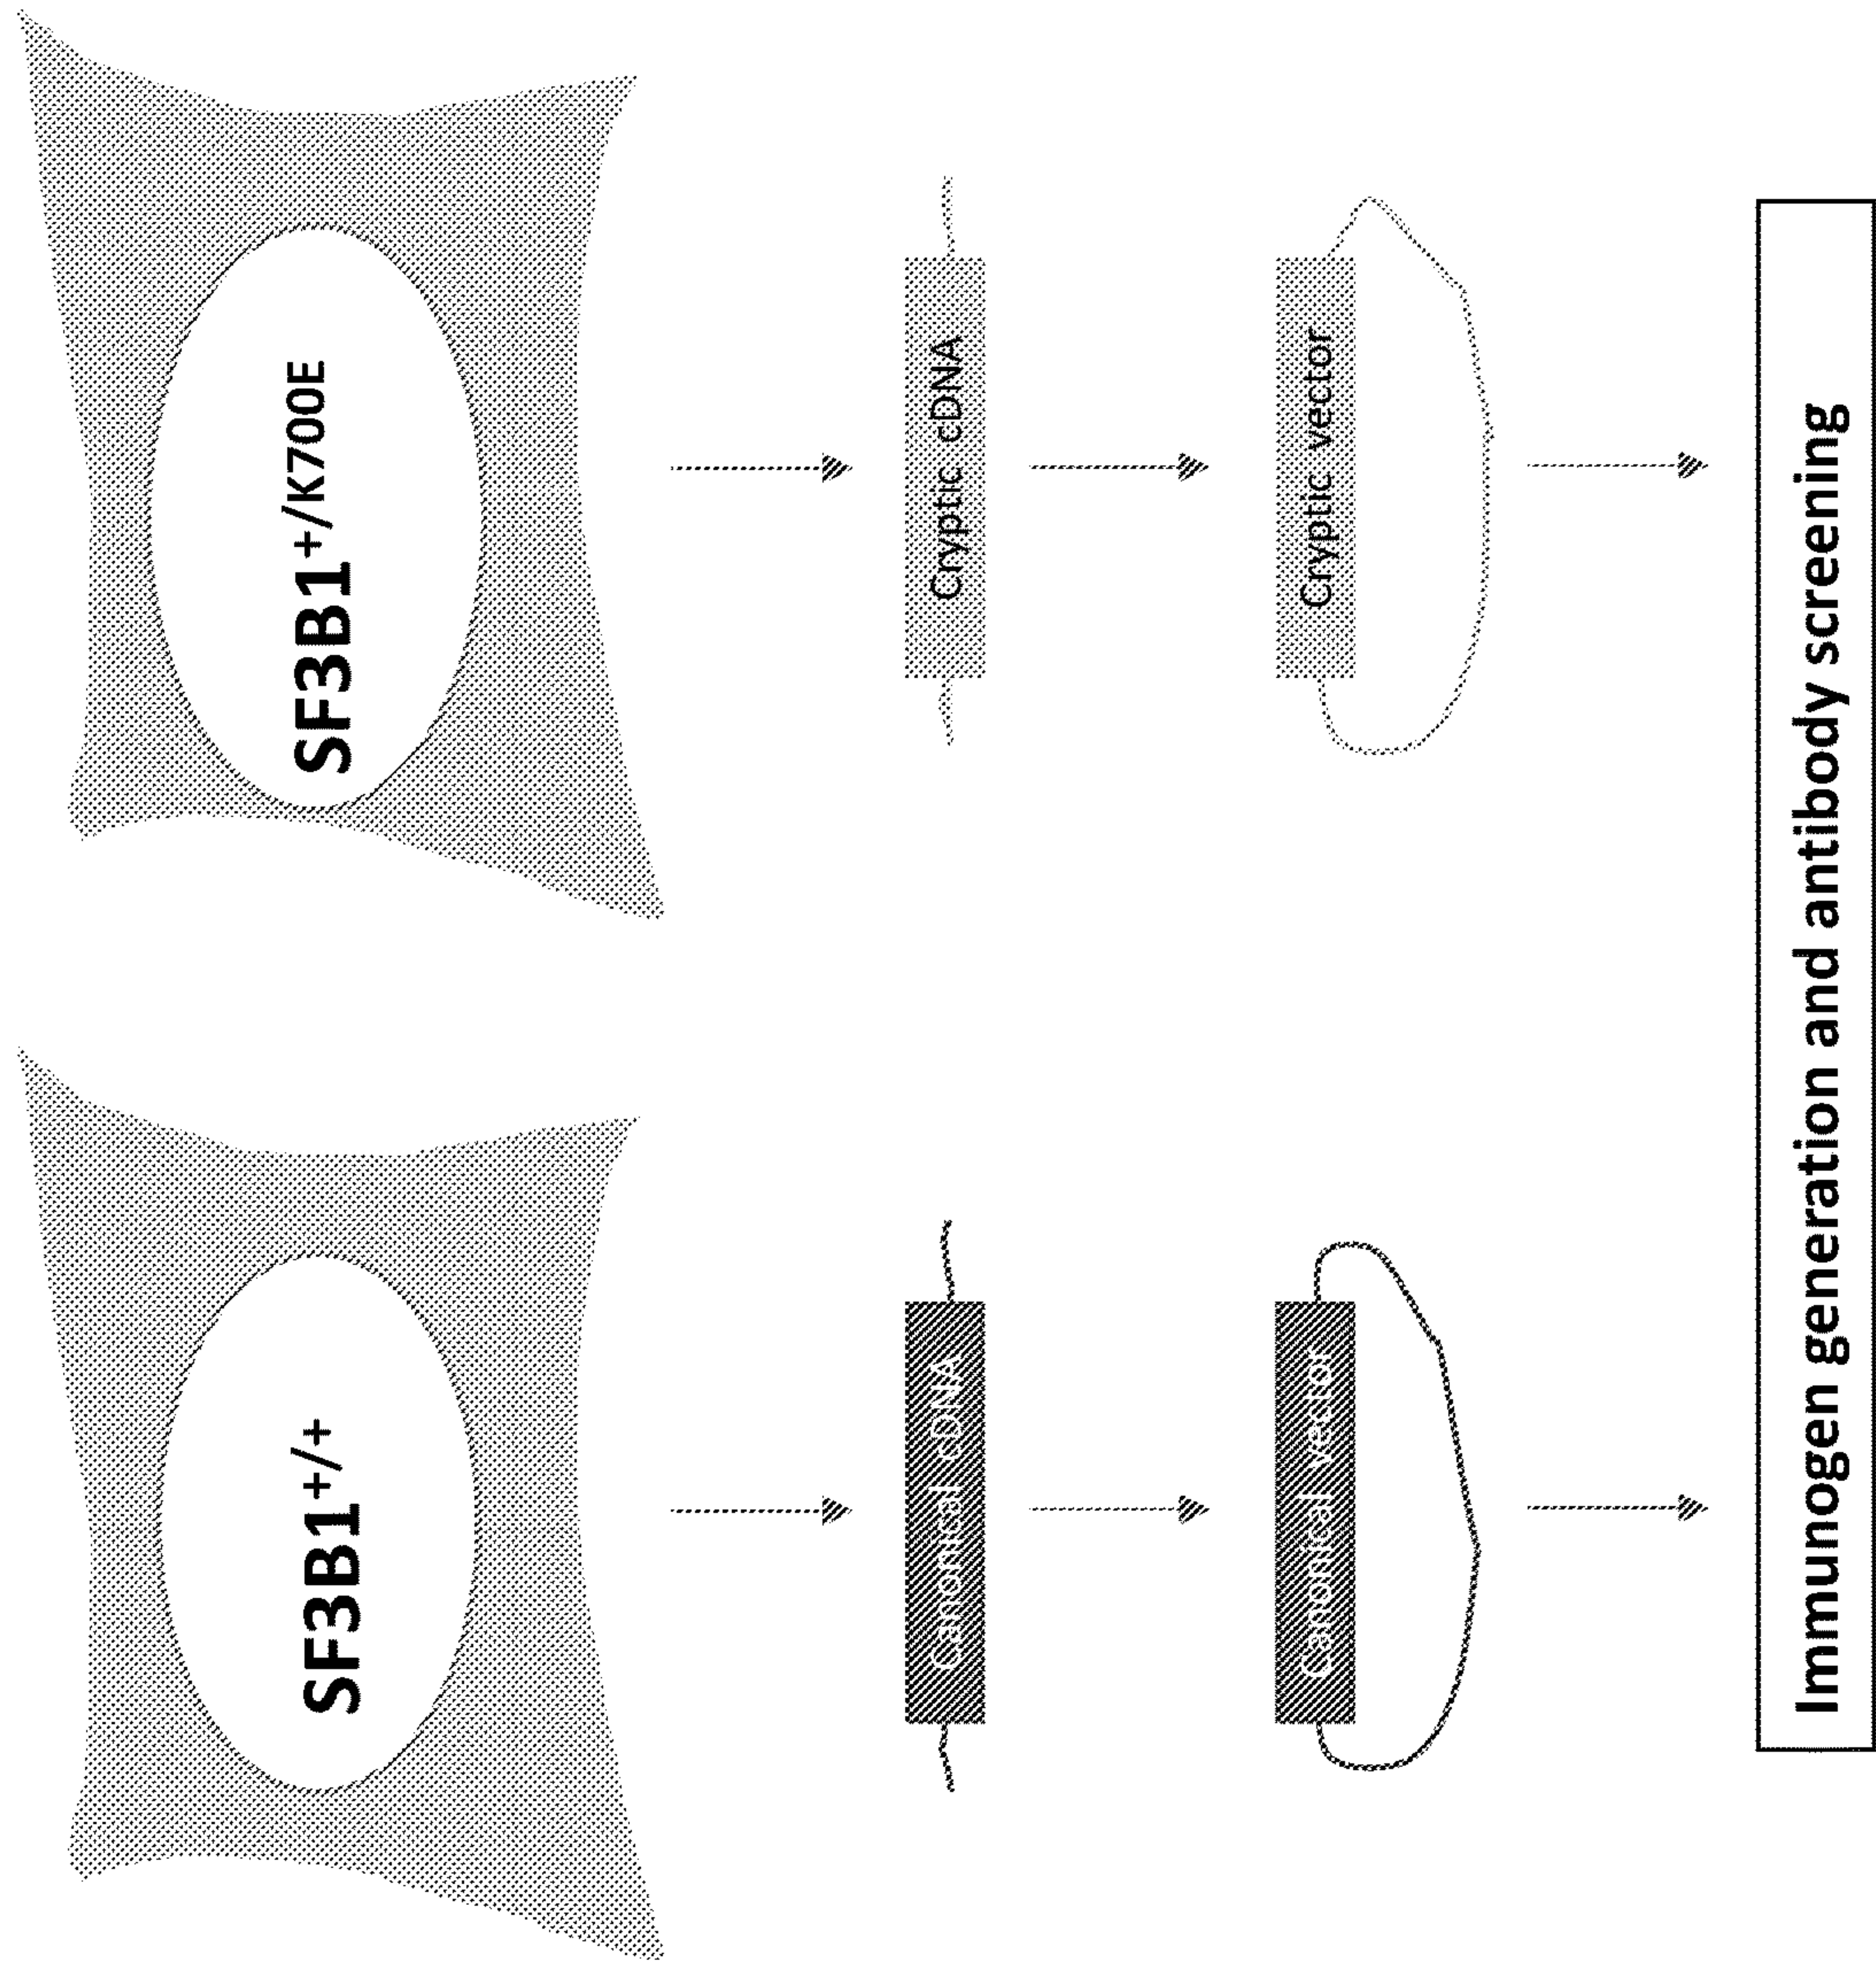 SF3B1+/+
SF3B1+/K700E
Canonical cDNA
Cryptic cDNA
Canonical vector
Cryptic vector
Immunogen generation and antibody screening